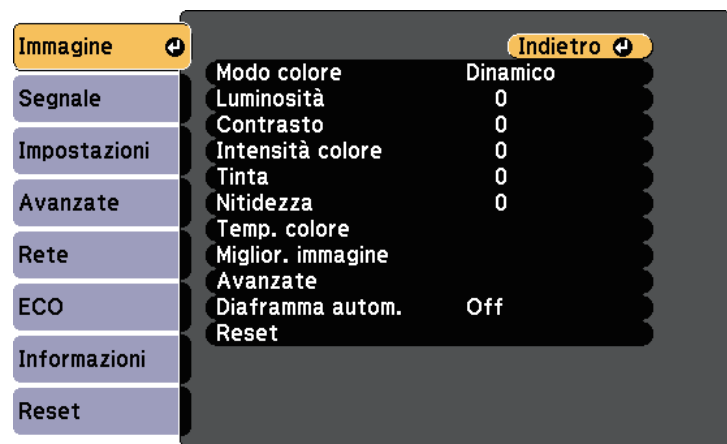 Immagine
Segnale
Impostazioni
Avanzate
Rete
ECO
Informazioni
Reset
Indietro
Modo colore Dinamico
Luminosità 0
Contrasto 0
Intensità colore 0
Tinta 0
Nitidezza 0
Temp. colore
Miglior. immagine
Avanzate
Diaframma autom. Off
Reset